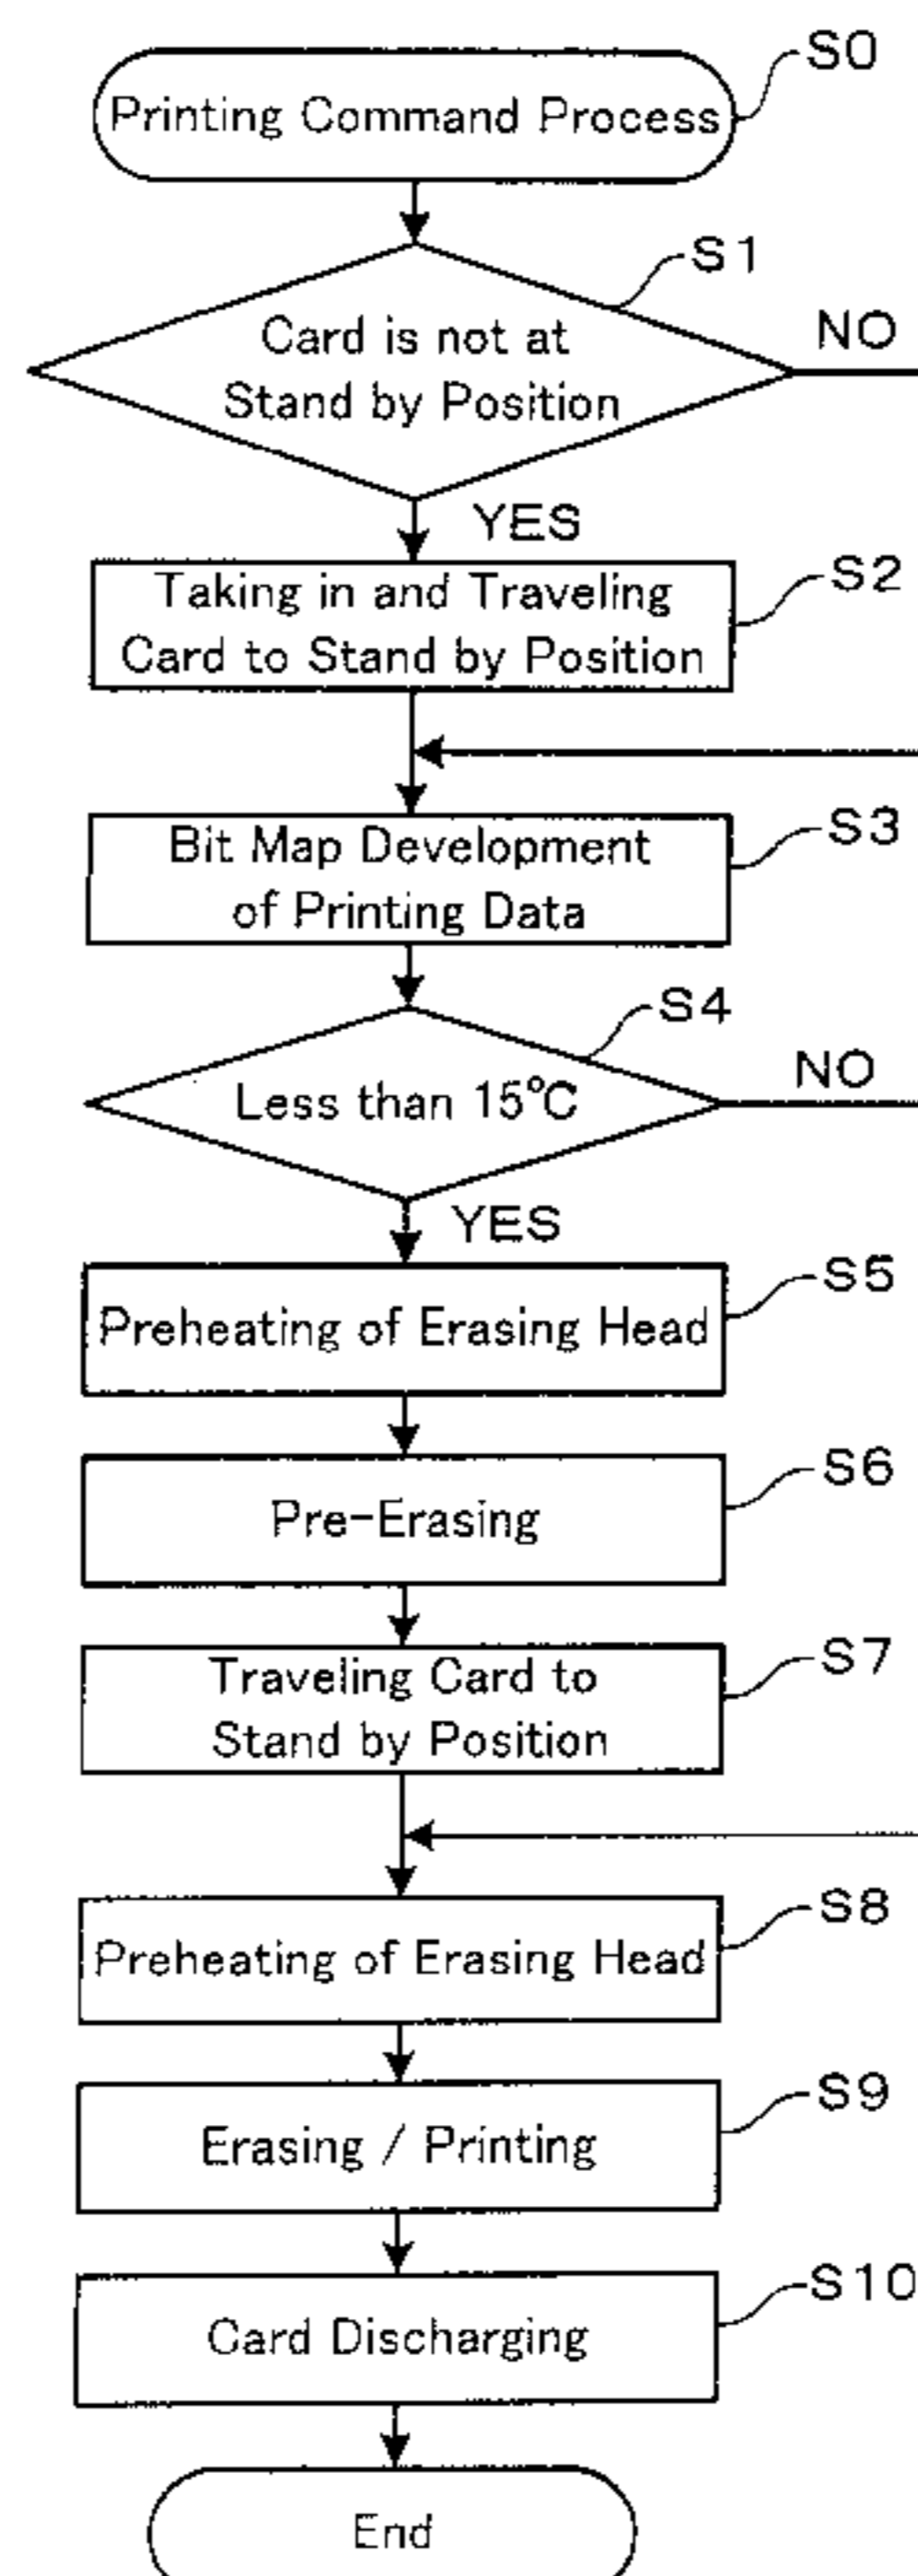 S0
Printing Command Process
S1
Card is not at
Stand by Position
NO
YES
S2
Taking in and Traveling
Card to Stand by Position
S3
Bit Map Development
of Printing Data
S4
Less than 15°C
NO
YES
S5
Preheating of Erasing Head
S6
Pre-Erasing
S7
Traveling Card to
Stand by Position
S8
Preheating of Erasing Head
S9
Erasing / Printing
S10
Card Discharging
End